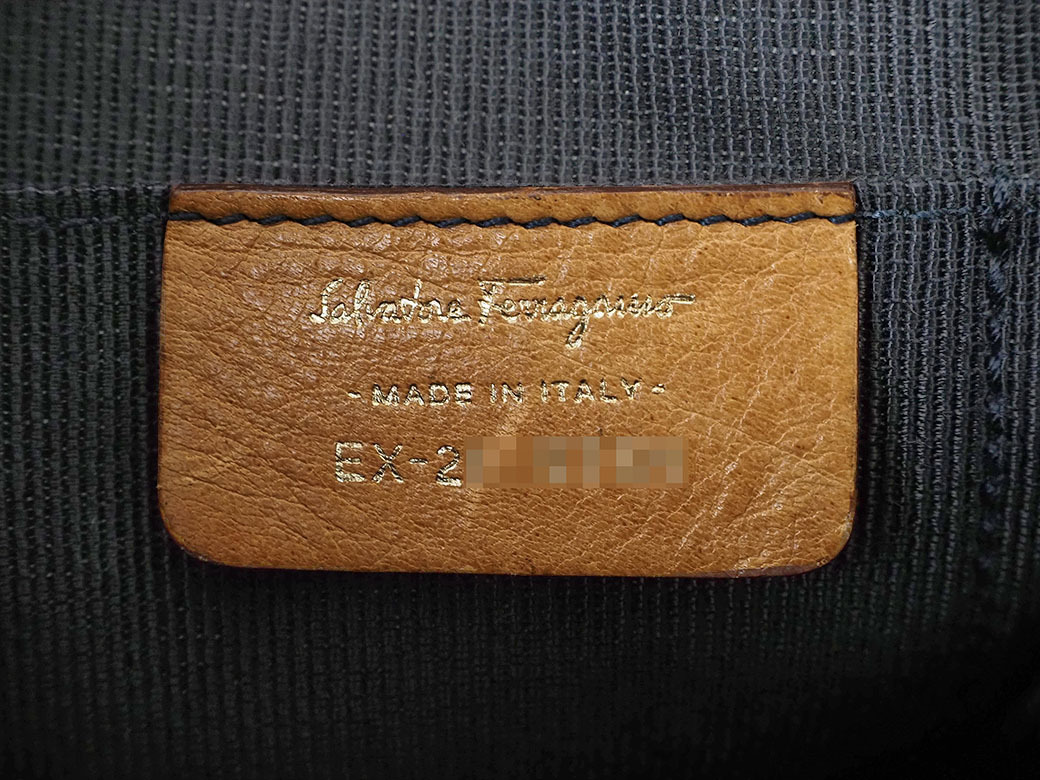 Salvatore Ferragamo
- MADE IN ITALY -
EX-2